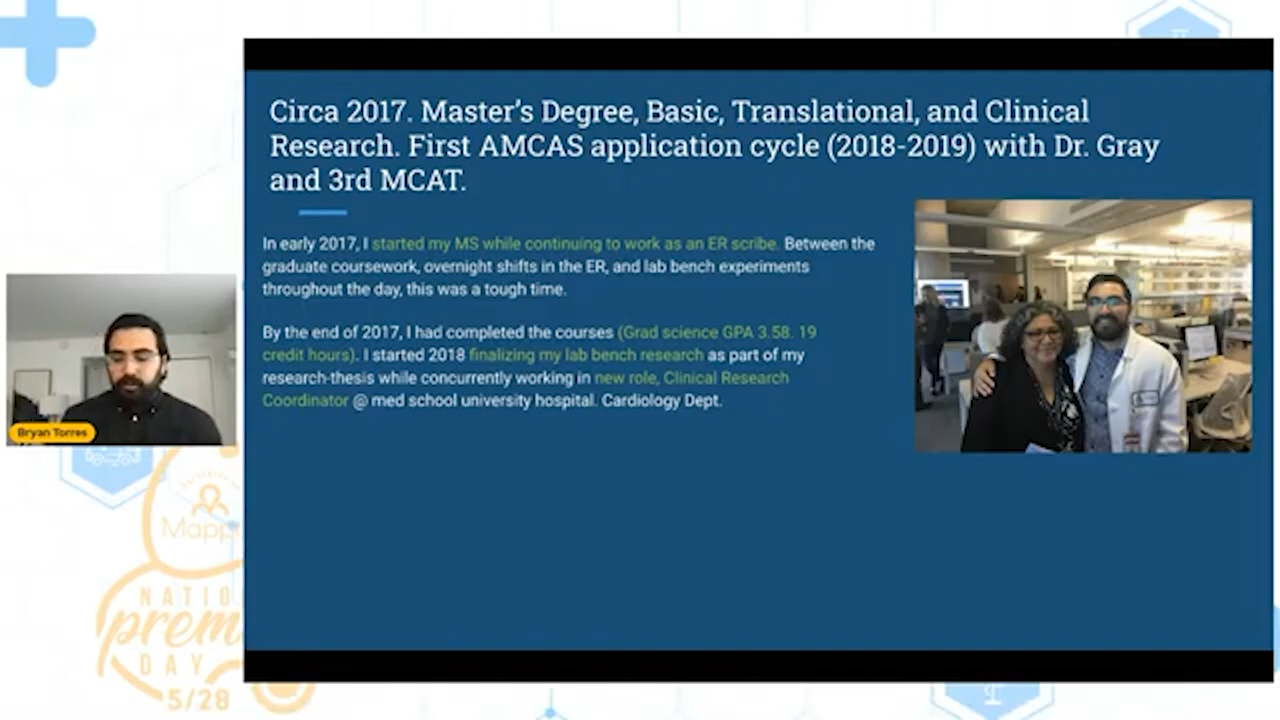 Circa 2017. Master's Degree, Basic, Translational, and Clinical
Research. First AMCAS application cycle (2018-2019) with Dr. Gray
and 3rd MCAT.
In early 2017, I started my MS while continuing to work as an ER scribe. Between the
graduate coursework, overnight shifts in the ER, and lab bench experiments
throughout the day, this was a tough time.
By the end of 2017, I had completed the courses (Grad science GPA 3.58. 19
credit hours). I started 2018 finalizing my lab bench research as part of my
research-thesis while concurrently working in new role, Clinical Research
Coordinator @ med school university hospital. Cardiology Dept.
Bryan Torres
Mapp
NATIO
prem
DAY
5/28